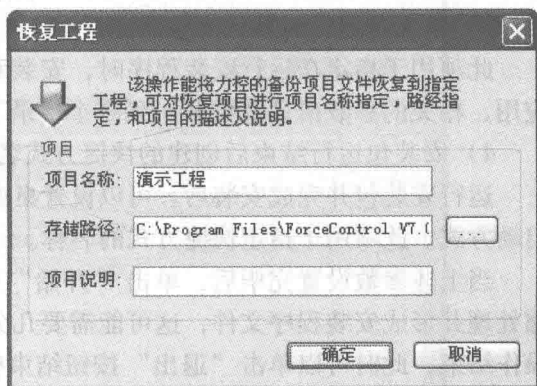 恢复工程
该操作能将力控的备份项目文件恢复到指定
工程，可对恢复项目进行项目名称指定，路经指
定，和项目的描述及说明。
项目
项目名称: 演示工程
存储路径: C:\Program Files\ForceControl V7.(
项目说明:
确定 取消